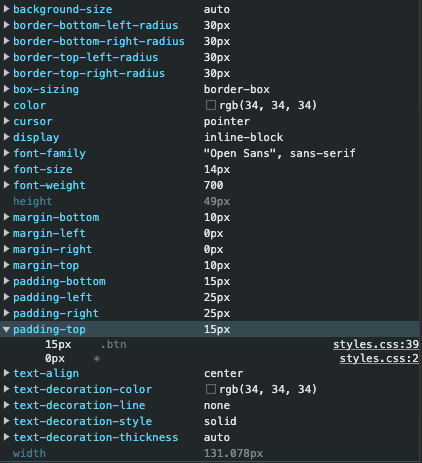 background-size auto
border-bottom-left-radius 30px
border-bottom-right-radius 30px
border-top-left-radius 30px
border-top-right-radius 30px
box-sizing border-box
color rgb(34, 34, 34)
cursor pointer
display inline-block
font-family "Open Sans", sans-serif
font-size 14px
font-weight 700
height 49px
margin-bottom 10px
margin-left 0px
margin-right 0px
margin-top 10px
padding-bottom 15px
padding-left 25px
padding-right 25px
padding-top 15px
15px .btn styles.css:39
0px * styles.css:2
text-align center
text-decoration-color rgb(34, 34, 34)
text-decoration-line none
text-decoration-style solid
text-decoration-thickness auto
width 131.078px